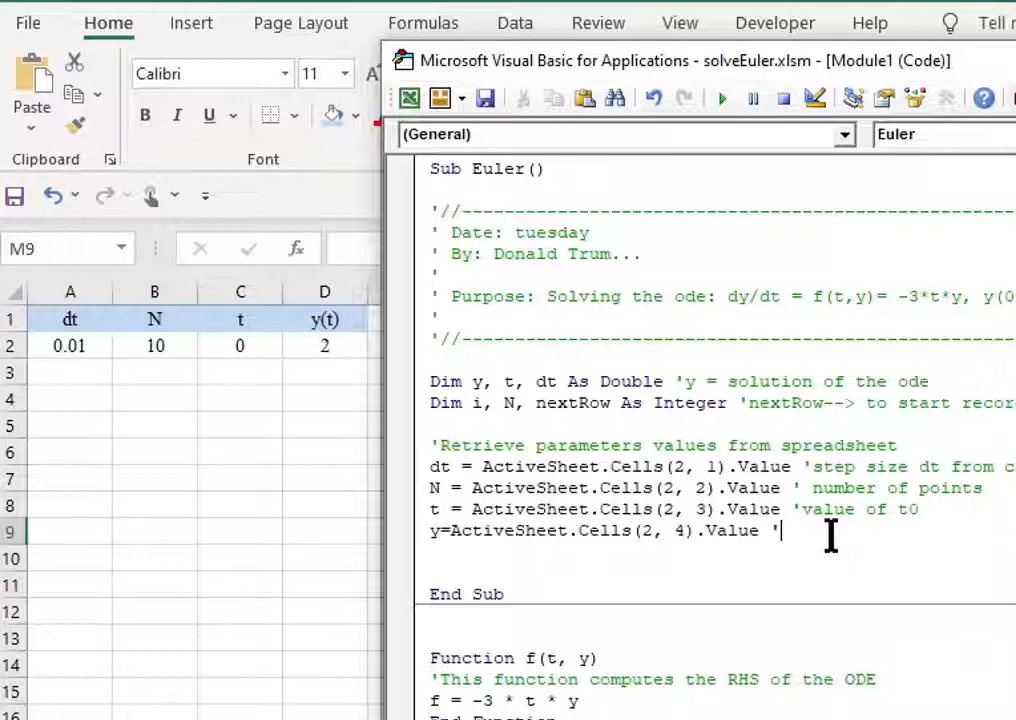 File Home Insert Page Layout Formulas Data Review View Developer Help Tell
Microsoft Visual Basic for Applications - solveEuler.xlsm - [Module1 (Code)]
Calibri 11
Paste
B I U
Clipboard Font
(General) Euler
M9 fx
A B C D
1 dt N t y(t)
2 0.01 10 0 2
3
4
5
6
7
8
9
10
11
12
13
14
15
16
Sub Euler()
'//------------------------------------------------------
' Date: tuesday
' By: Donald Trum...
'
' Purpose: Solving the ode: dy/dt = f(t,y)= -3*t*y, y(0
'
'//------------------------------------------------------
Dim y, t, dt As Double 'y = solution of the ode
Dim i, N, nextRow As Integer 'nextRow--> to start recor
'Retrieve parameters values from spreadsheet
dt = ActiveSheet.Cells(2, 1).Value 'step size dt from c
N = ActiveSheet.Cells(2, 2).Value ' number of points
t = ActiveSheet.Cells(2, 3).Value 'value of t0
y=ActiveSheet.Cells(2, 4).Value '
End Sub
Function f(t, y)
'This function computes the RHS of the ODE
f = -3 * t * y
End Function